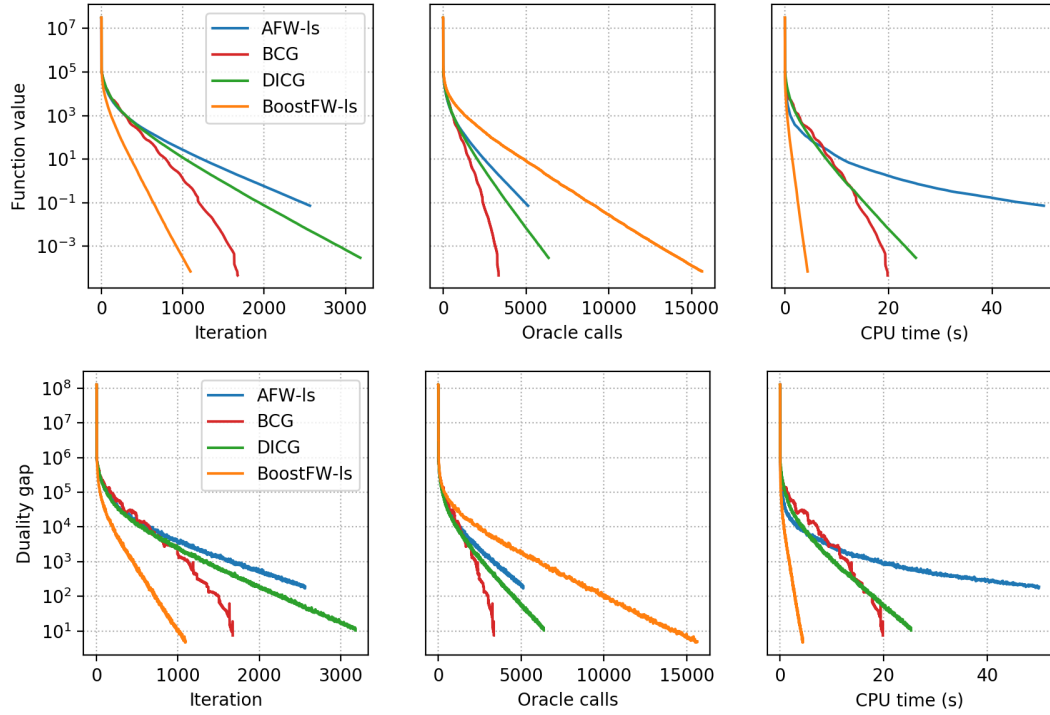 Function value
10^7
10^5
10^3
10^1
10^-1
10^-3
AFW-ls
BCG
DICG
BoostFW-ls
0 1000 2000 3000
Iteration
0 5000 10000 15000
Oracle calls
0 20 40
CPU time (s)
Duality gap
10^8
10^7
10^6
10^5
10^4
10^3
10^2
10^1
AFW-ls
BCG
DICG
BoostFW-ls
0 1000 2000 3000
Iteration
0 5000 10000 15000
Oracle calls
0 20 40
CPU time (s)